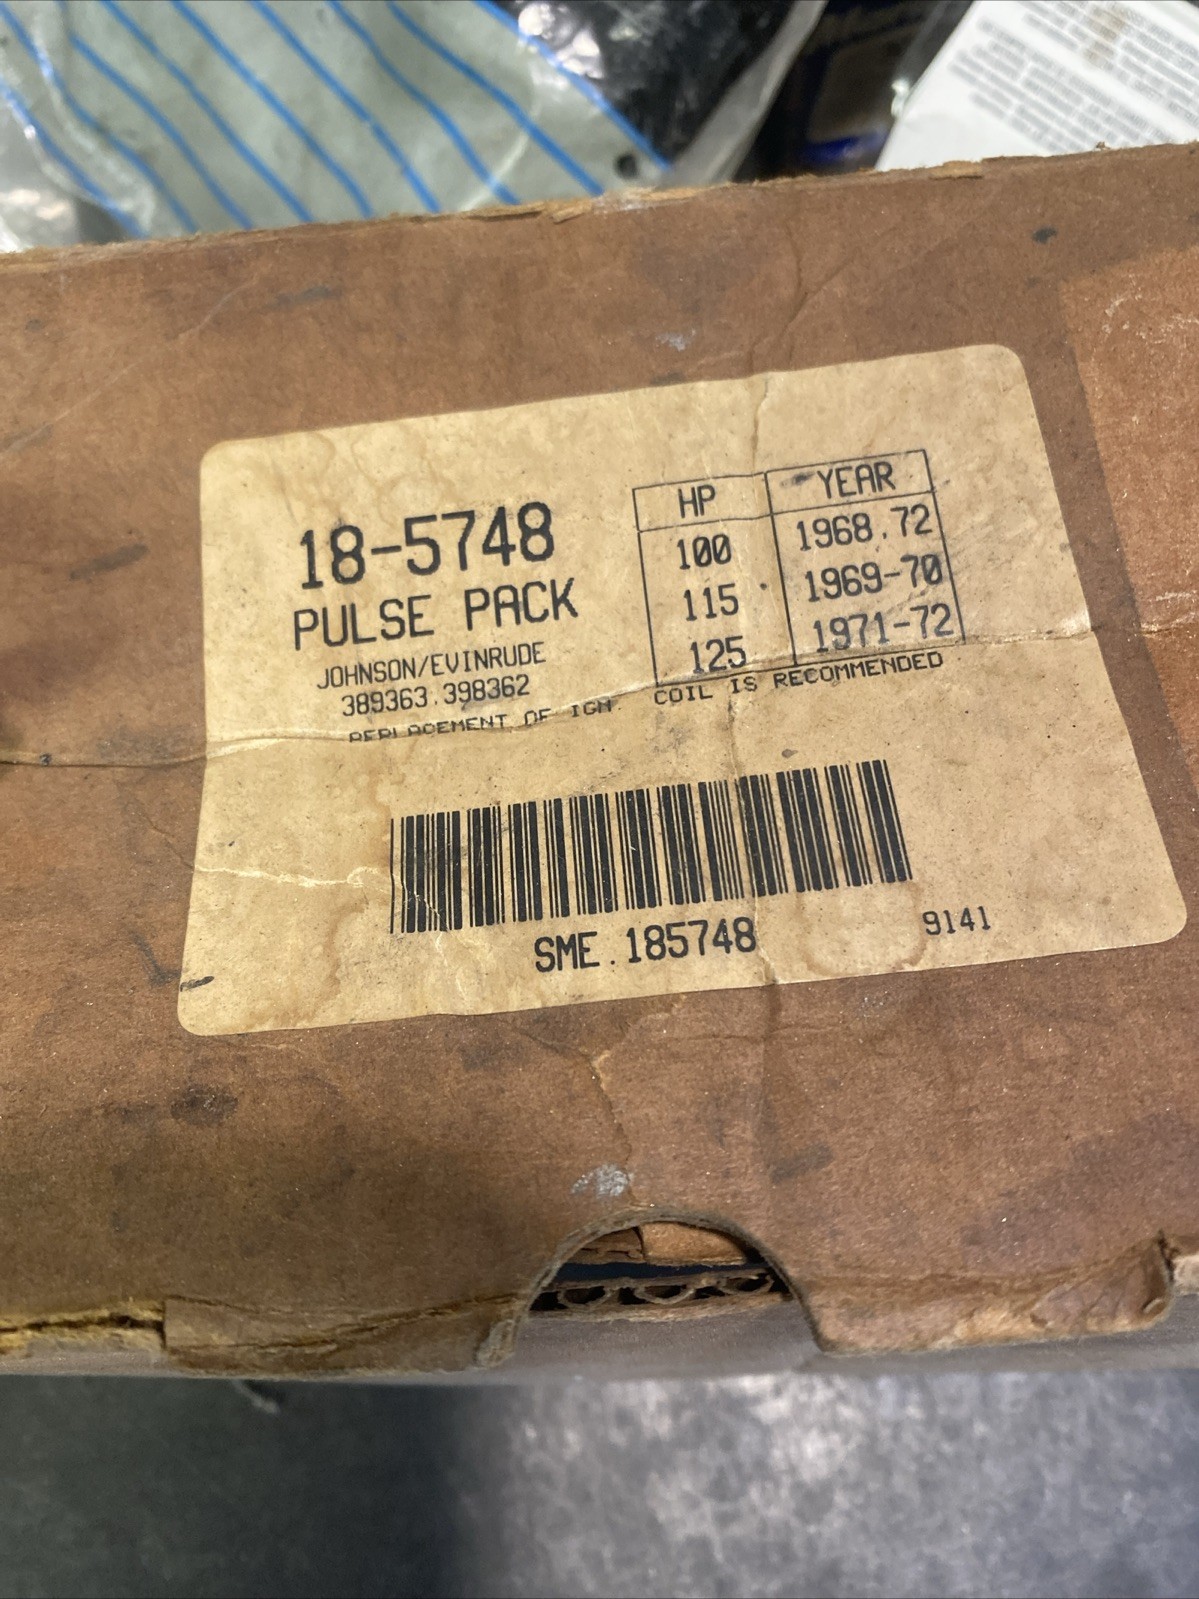 18-5748
PULSE PACK
JOHNSON/EVINRUDE
389363.398362
REPLACEMENT OF IGN. COIL IS RECOMMENDED
HP YEAR
100 1968.72
115 1969-70
125 1971-72
SME.185748
9141